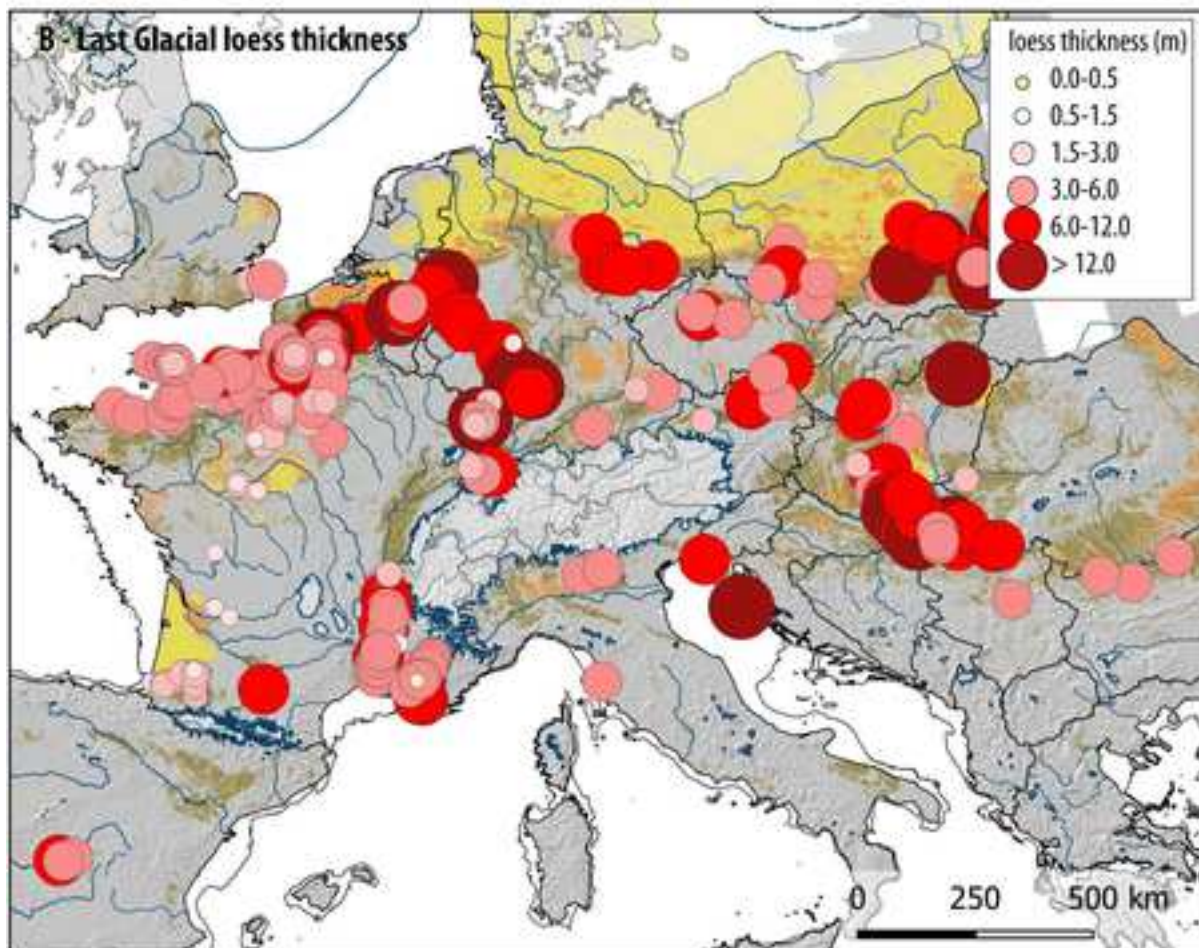 B - Last Glacial loess thickness
loess thickness (m)
0.0-0.5
0.5-1.5
1.5-3.0
3.0-6.0
6.0-12.0
> 12.0
0 250 500 km